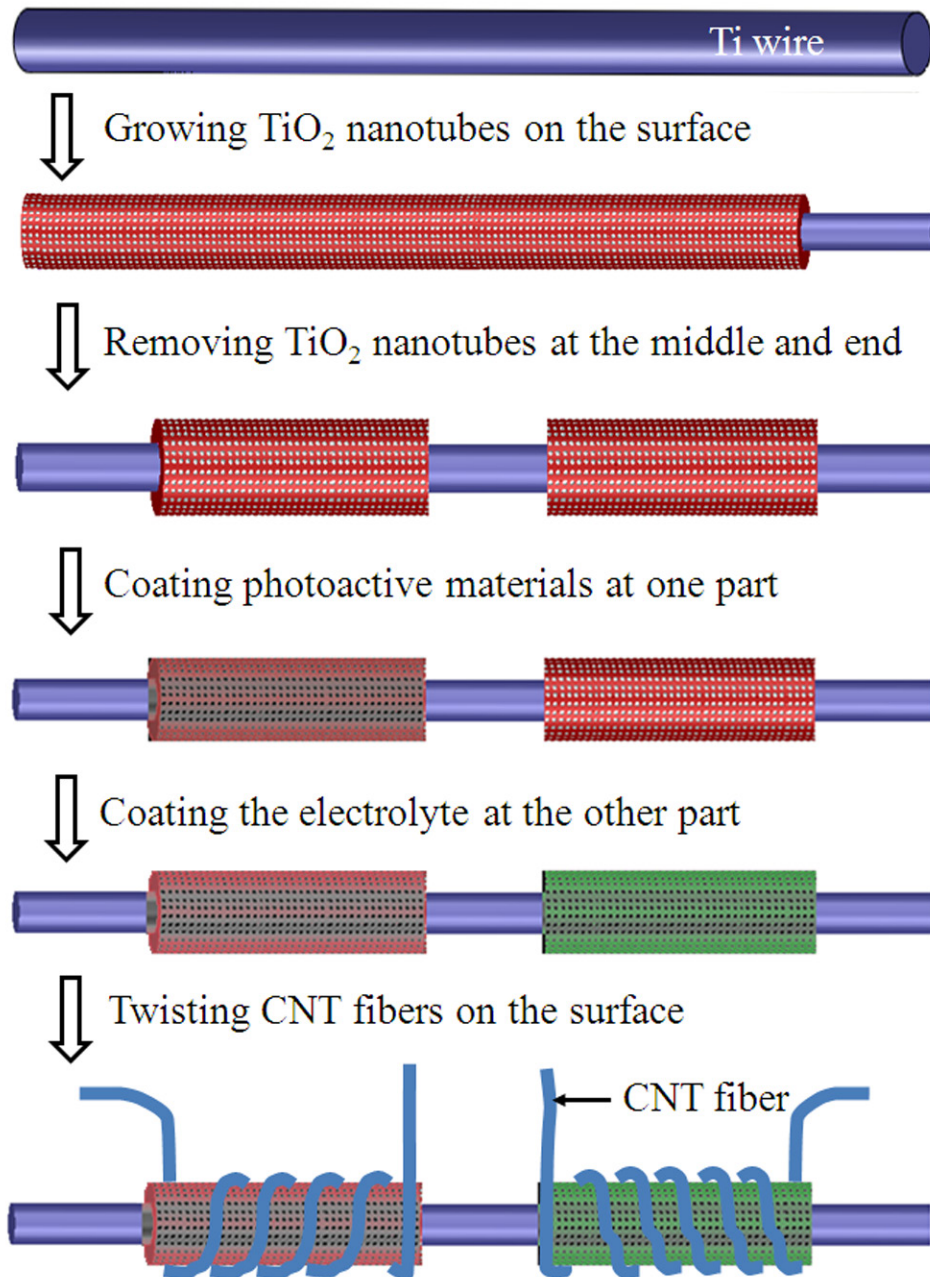 Ti wire
Growing TiO₂ nanotubes on the surface
Removing TiO₂ nanotubes at the middle and end
Coating photoactive materials at one part
Coating the electrolyte at the other part
Twisting CNT fibers on the surface
CNT fiber